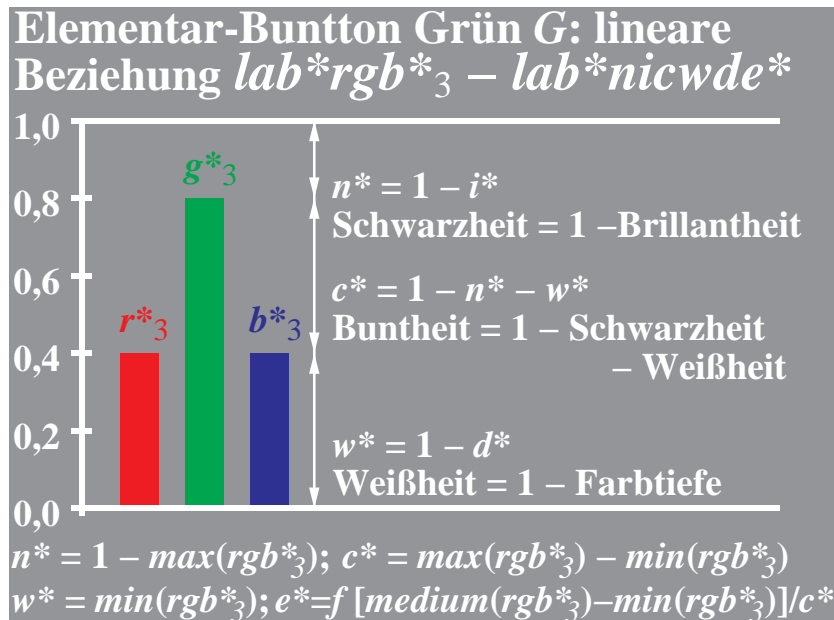 Elementar-Buntton Grün G: lineare
Beziehung lab*rgb*3 – lab*nicwde*
1,0
g*3
n* = 1 – i*
0,8
Schwarzheit = 1 –Brillantheit
0,6
c* = 1 – n* – w*
r*3 b*3
Buntheit = 1 – Schwarzheit
0,4
– Weißheit
0,2
w* = 1 – d*
Weißheit = 1 – Farbtiefe
0,0
n* = 1 – max(rgb*3); c* = max(rgb*3) – min(rgb*3)
w* = min(rgb*3); e*=f [medium(rgb*3)–min(rgb*3)]/c*